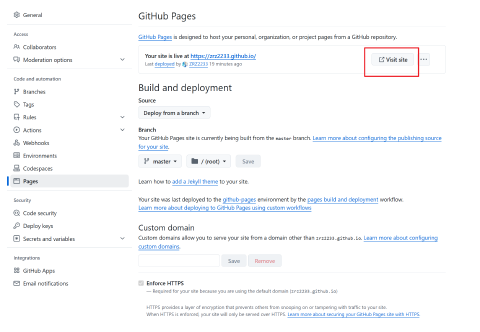 General
Access
Collaborators
Moderation options
Code and automation
Branches
Tags
Rules
Actions
Webhooks
Environments
Codespaces
Pages
Security
Code security
Deploy keys
Secrets and variables
Integrations
GitHub Apps
Email notifications
GitHub Pages
GitHub Pages is designed to host your personal, organization, or project pages from a GitHub repository.
Your site is live at https://zrz2233.github.io/
Last deployed by ZRZ2233 19 minutes ago
Visit site
Build and deployment
Source
Deploy from a branch
Branch
Your GitHub Pages site is currently being built from the master branch. Learn more about configuring the publishing source
for your site.
master
/ (root)
Save
Learn how to add a Jekyll theme to your site.
Your site was last deployed to the github-pages environment by the pages build and deployment workflow.
Learn more about deploying to GitHub Pages using custom workflows
Custom domain
Custom domains allow you to serve your site from a domain other than zrz2233.github.io. Learn more about configuring
custom domains.
Save
Remove
Enforce HTTPS
— Required for your site because you are using the default domain (zrz2233.github.io)
HTTPS provides a layer of encryption that prevents others from snooping on or tampering with traffic to your site.
When HTTPS is enforced, your site will only be served over HTTPS. Learn more about securing your GitHub Pages site with HTTPS.